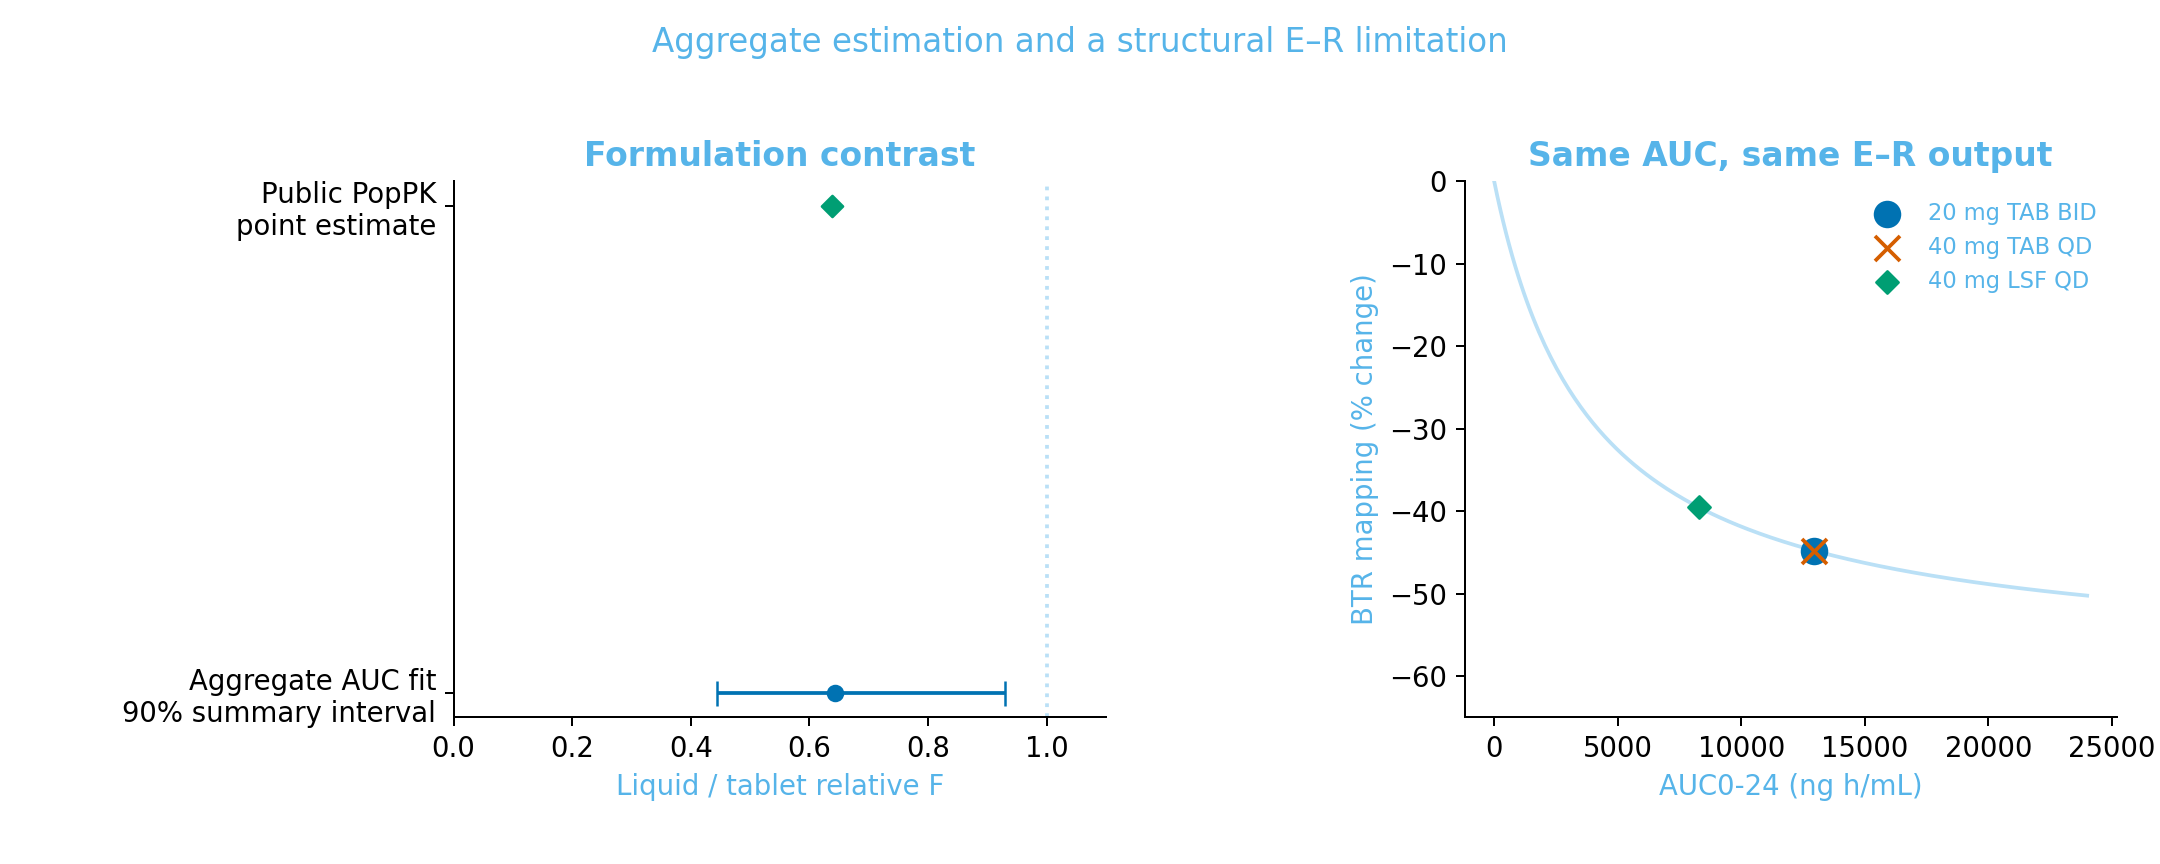 Aggregate estimation and a structural E–R limitation
Formulation contrast
Public PopPK
point estimate
Aggregate AUC fit
90% summary interval
0.0 0.2 0.4 0.6 0.8 1.0
Liquid / tablet relative F
Same AUC, same E–R output
0
−10
−20
−30
−40
−50
−60
BTR mapping (% change)
20 mg TAB BID
40 mg TAB QD
40 mg LSF QD
0 5000 10000 15000 20000 25000
AUC0-24 (ng h/mL)